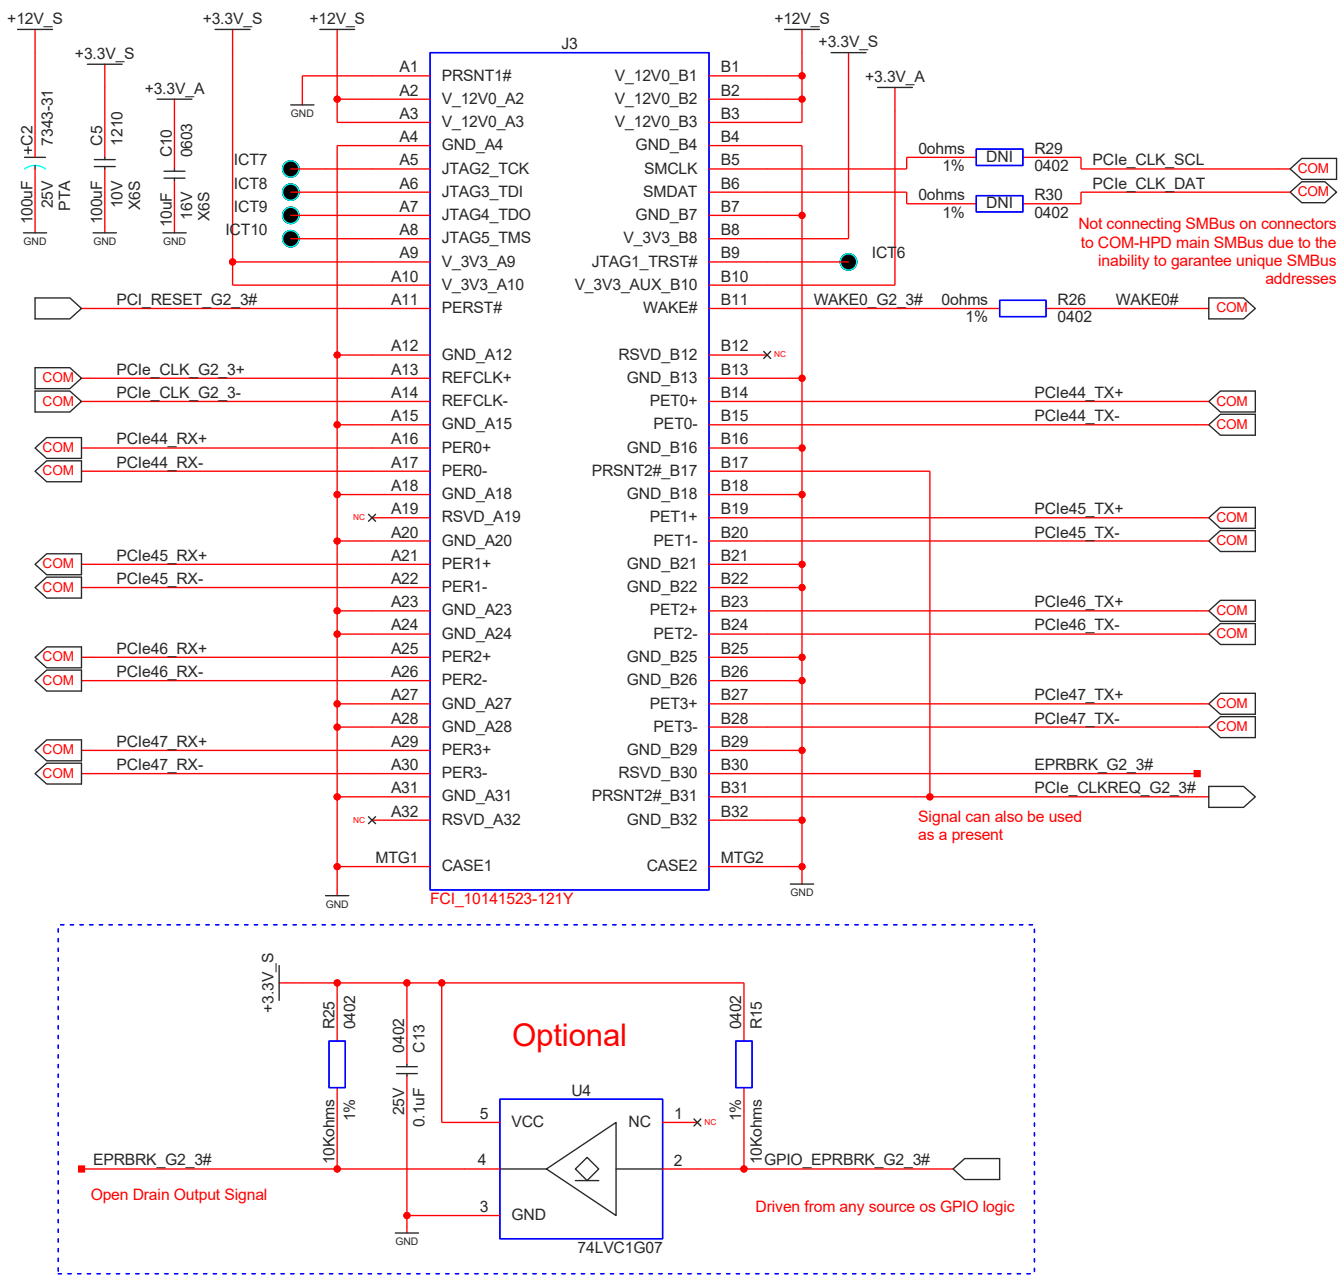 +12V_S
+3.3V_S
+12V_S
+12V_S
+3.3V_S
+3.3V_S
+3.3V_A
+3.3V_A
+C2
7343-31
100uF
25V
PTA
GND
C5
1210
100uF
10V
X6S
GND
C10
0603
10uF
16V
X6S
GND
J3
GND
A1 PRSNT1# V_12V0_B1 B1
A2 V_12V0_A2 V_12V0_B2 B2
A3 V_12V0_A3 V_12V0_B3 B3
A4 GND_A4 GND_B4 B4
ICT7 A5 JTAG2_TCK SMCLK B5 0ohms 1% DNI R29 0402 PCIe_CLK_SCL COM
ICT8 A6 JTAG3_TDI SMDAT B6 0ohms 1% DNI R30 0402 PCIe_CLK_DAT COM
ICT9 A7 JTAG4_TDO GND_B7 B7
ICT10 A8 JTAG5_TMS V_3V3_B8 B8
Not connecting SMBus on connectors
to COM-HPD main SMBus due to the
inability to garantee unique SMBus
addresses
A9 V_3V3_A9 JTAG1_TRST# B9 ICT6
A10 V_3V3_A10 V_3V3_AUX_B10 B10
PCI_RESET_G2_3# A11 PERST# WAKE# B11 WAKE0_G2_3# 0ohms 1% R26 0402 WAKE0# COM
A12 GND_A12 RSVD_B12 B12 NC
COM PCIe_CLK_G2_3+ A13 REFCLK+ GND_B13 B13
COM PCIe_CLK_G2_3- A14 REFCLK- PET0+ B14 PCIe44_TX+ COM
A15 GND_A15 PET0- B15 PCIe44_TX- COM
COM PCIe44_RX+ A16 PER0+ GND_B16 B16
COM PCIe44_RX- A17 PER0- PRSNT2#_B17 B17
A18 GND_A18 GND_B18 B18
NC A19 RSVD_A19 PET1+ B19 PCIe45_TX+ COM
A20 GND_A20 PET1- B20 PCIe45_TX- COM
COM PCIe45_RX+ A21 PER1+ GND_B21 B21
COM PCIe45_RX- A22 PER1- GND_B22 B22
A23 GND_A23 PET2+ B23 PCIe46_TX+ COM
A24 GND_A24 PET2- B24 PCIe46_TX- COM
COM PCIe46_RX+ A25 PER2+ GND_B25 B25
COM PCIe46_RX- A26 PER2- GND_B26 B26
A27 GND_A27 PET3+ B27 PCIe47_TX+ COM
A28 GND_A28 PET3- B28 PCIe47_TX- COM
COM PCIe47_RX+ A29 PER3+ GND_B29 B29
COM PCIe47_RX- A30 PER3- RSVD_B30 B30 EPRBRK_G2_3#
A31 GND_A31 PRSNT2#_B31 B31 PCIe_CLKREQ_G2_3#
NC A32 RSVD_A32 GND_B32 B32
Signal can also be used
as a present
MTG1 CASE1 CASE2 MTG2
GND
GND
FCI_10141523-121Y
+3.3V_S
R25
0402
10Kohms
1%
0402
C13
25V
0.1uF
Optional
0402
R15
1%
10Kohms
U4
5 VCC NC 1 NC
EPRBRK_G2_3# 4 2 GPIO_EPRBRK_G2_3#
Open Drain Output Signal
3 GND
Driven from any source os GPIO logic
GND
74LVC1G07